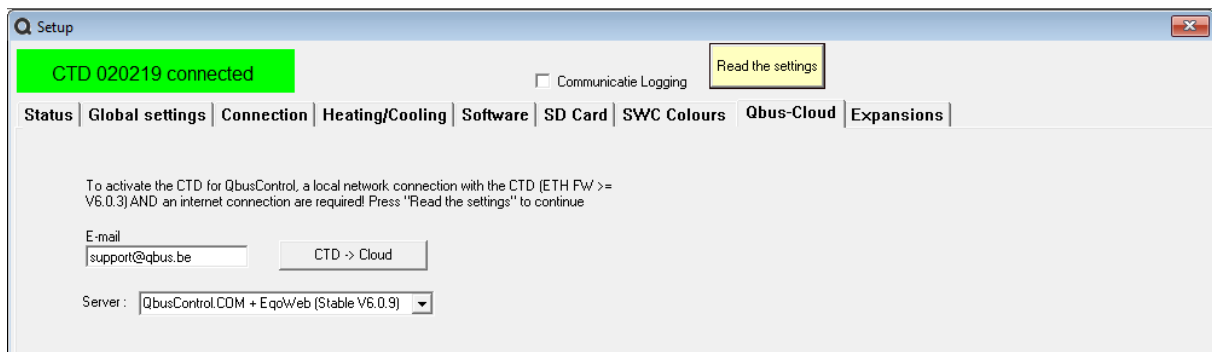 Setup
CTD 020219 connected
Communicatie Logging
Read the settings
Status Global settings Connection Heating/Cooling Software SD Card SWC Colours Qbus-Cloud Expansions
To activate the CTD for QbusControl, a local network connection with the CTD (ETH FW >=
V6.0.3) AND an internet connection are required! Press "Read the settings" to continue
E-mail
support@qbus.be
CTD -> Cloud
Server : QbusControl.COM + EqoWeb (Stable V6.0.9)